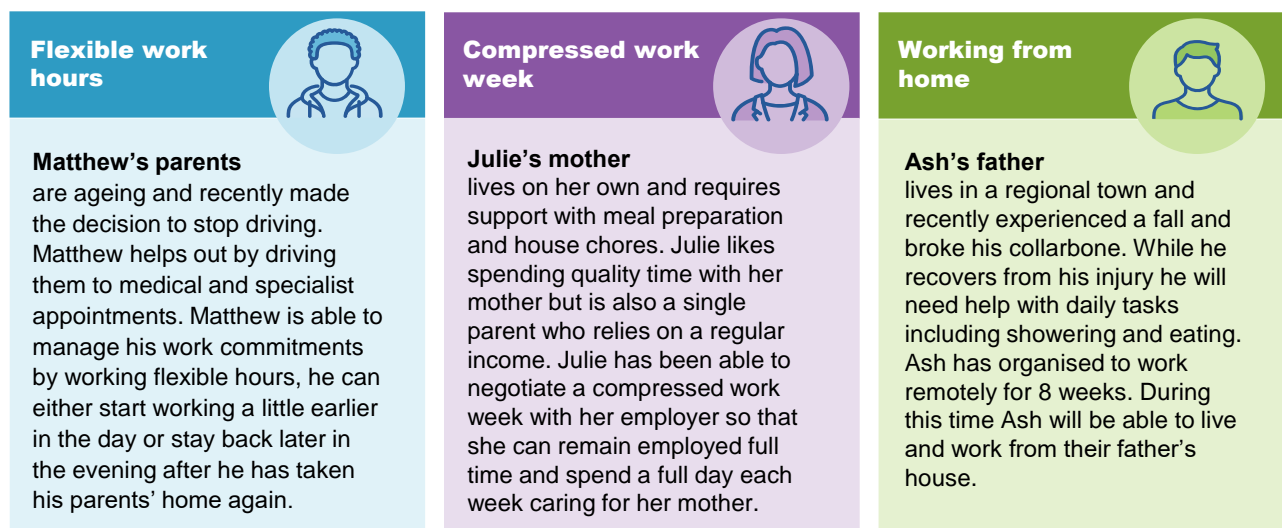 Flexible work
hours
Matthew's parents
are ageing and recently made
the decision to stop driving.
Matthew helps out by driving
them to medical and specialist
appointments. Matthew is able to
manage his work commitments
by working flexible hours, he can
either start working a little earlier
in the day or stay back later in
the evening after he has taken
his parents' home again.
Compressed work
week
Julie's mother
lives on her own and requires
support with meal preparation
and house chores. Julie likes
spending quality time with her
mother but is also a single
parent who relies on a regular
income. Julie has been able to
negotiate a compressed work
week with her employer so that
she can remain employed full
time and spend a full day each
week caring for her mother.
Working from
home
Ash's father
lives in a regional town and
recently experienced a fall and
broke his collarbone. While he
recovers from his injury he will
need help with daily tasks
including showering and eating.
Ash has organised to work
remotely for 8 weeks. During
this time Ash will be able to live
and work from their father's
house.